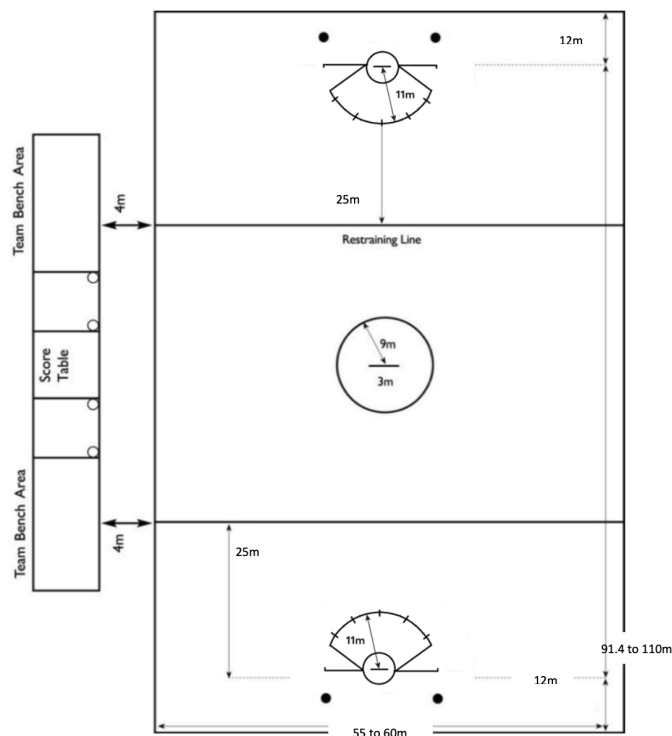 12m
11m
25m
Team Bench Area
4m
Restraining Line
9m
3m
Score
Table
Team Bench Area
4m
25m
11m
91.4 to 110m
12m
55 to 60m